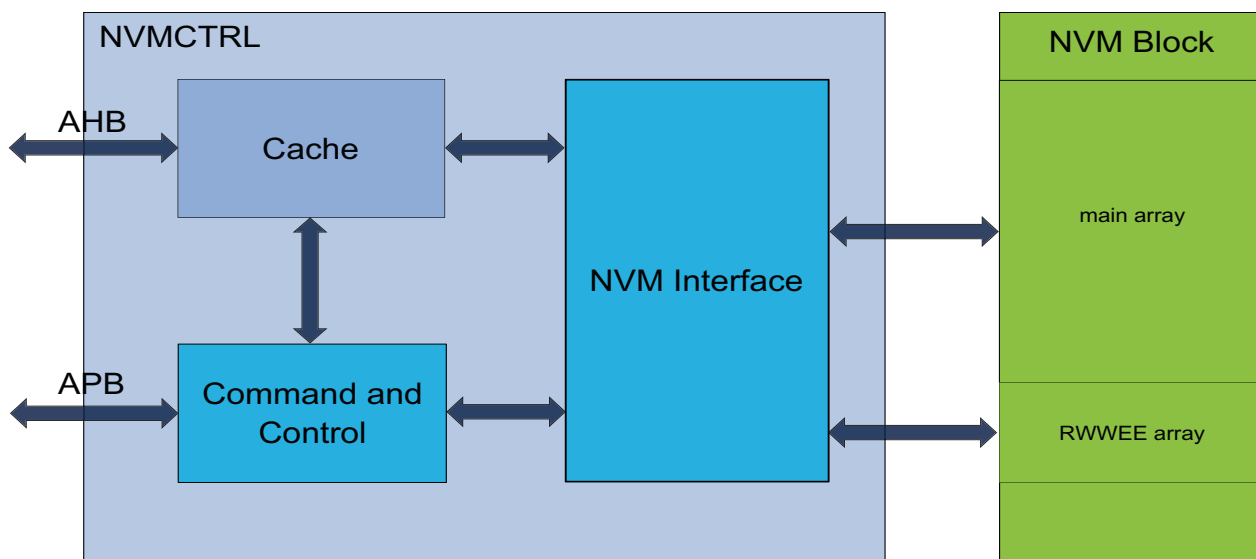 NVMCTRL
NVM Block
AHB
Cache
main array
NVM Interface
APB
Command and
Control
RWWEE array